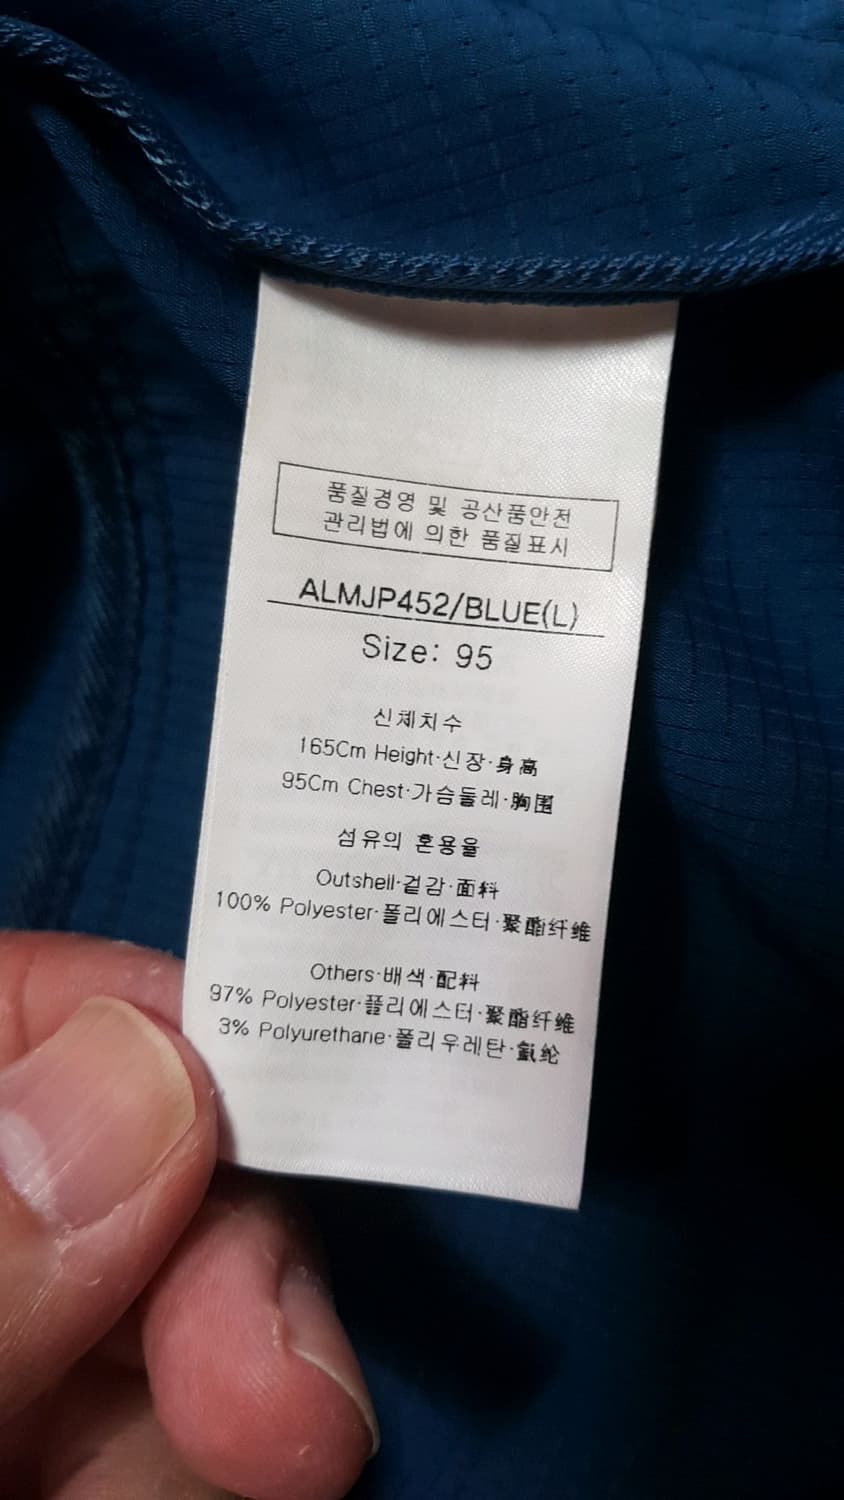 품질경영 및 공산품안전
관리법에 의한 품질표시
ALMJP452/BLUE(L)
Size: 95
신체치수
165Cm Height·신장·身高
95Cm Chest·가슴둘레·胸围
섬유의 혼용율
Outshell·겉감·面料
100% Polyester·폴리에스터·聚酯纤维
Others·배색·配料
97% Polyester·폴리에스터·聚酯纤维
3% Polyurethane·폴리우레탄·氨纶